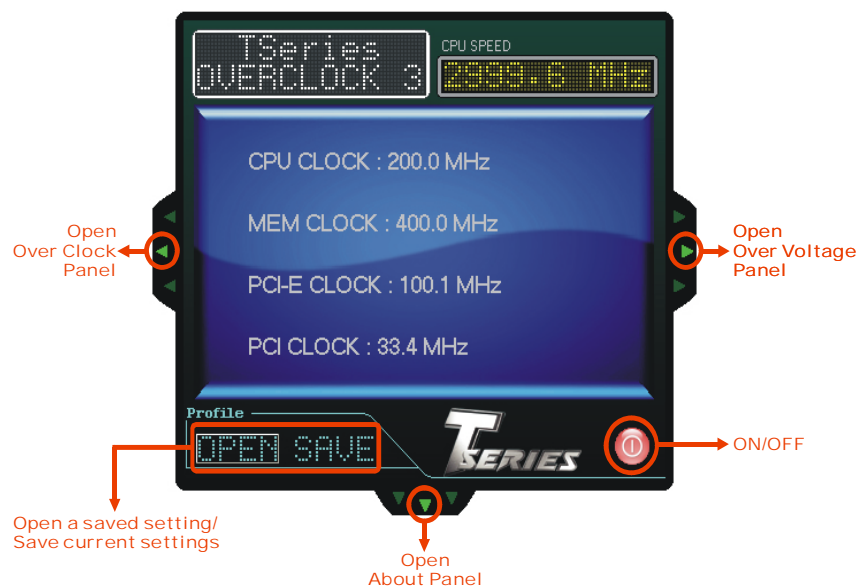 TSeries
OVERCLOCK 3
CPU SPEED
2999.6 MHz
CPU CLOCK : 200.0 MHz
MEM CLOCK : 400.0 MHz
PCI-E CLOCK : 100.1 MHz
PCI CLOCK : 33.4 MHz
Open
Over Clock
Panel
Open
Over Voltage
Panel
Profile
OPEN SAVE
TSERIES
ON/OFF
Open a saved setting/
Save current settings
Open
About Panel